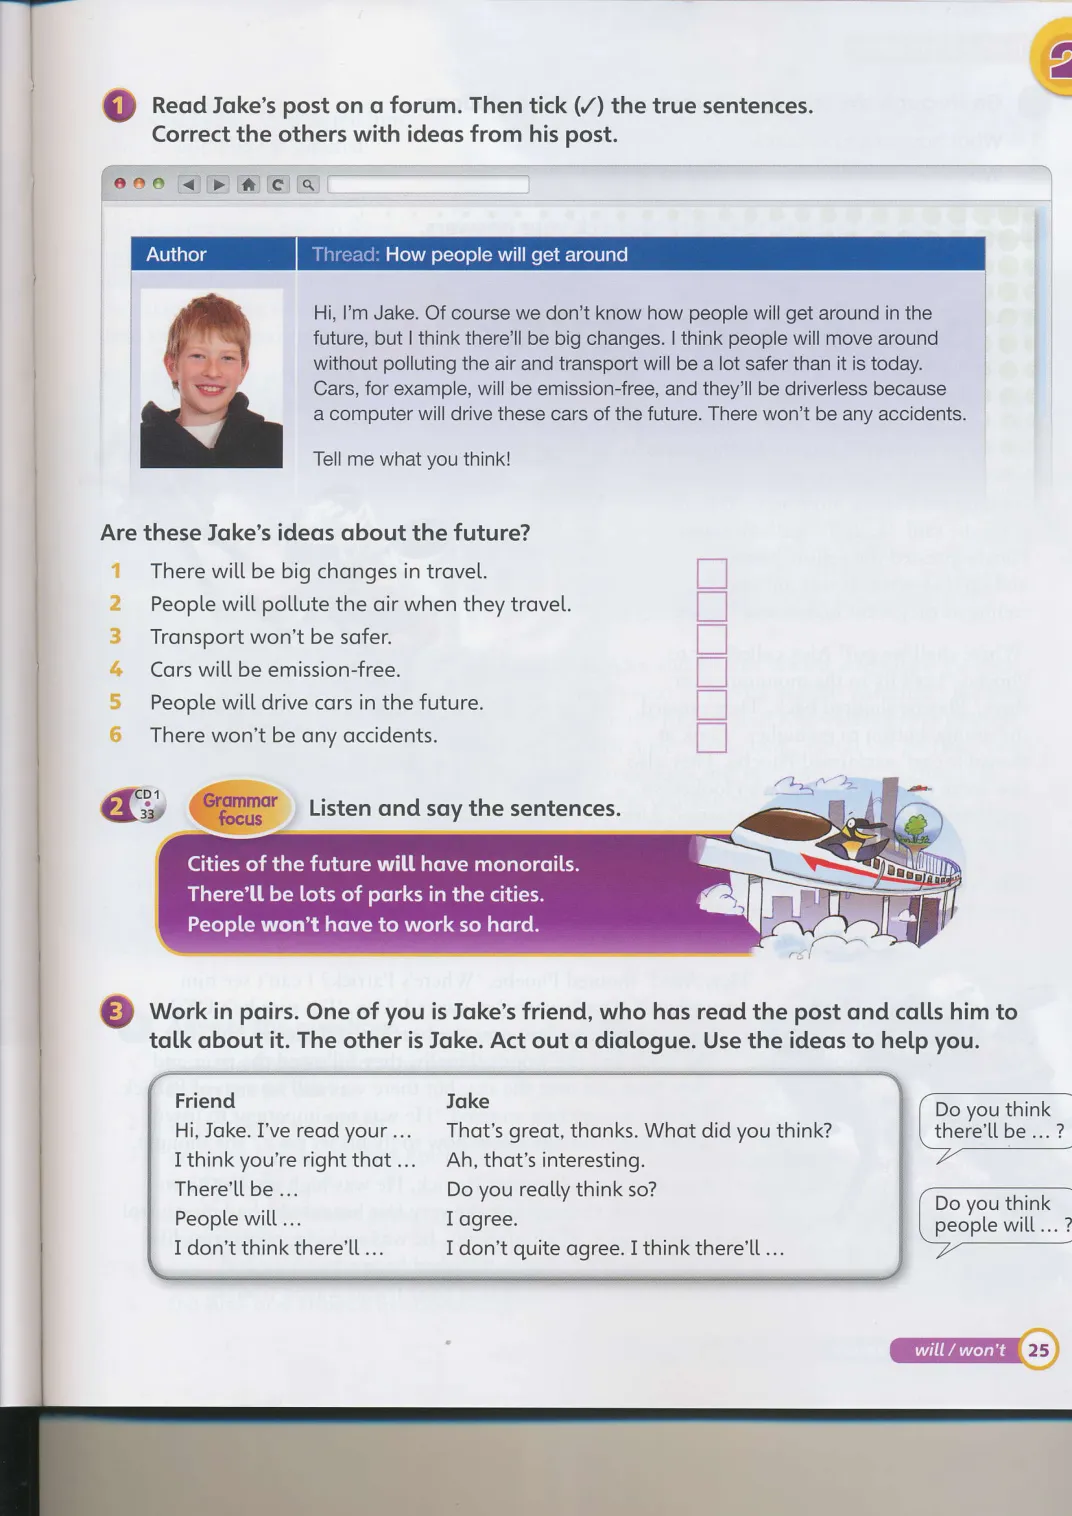 2
1 Read Jake's post on a forum. Then tick (✓) the true sentences.
Correct the others with ideas from his post.
Author
Thread: How people will get around
Hi, I'm Jake. Of course we don't know how people will get around in the
future, but I think there'll be big changes. I think people will move around
without polluting the air and transport will be a lot safer than it is today.
Cars, for example, will be emission-free, and they'll be driverless because
a computer will drive these cars of the future. There won't be any accidents.
Tell me what you think!
Are these Jake's ideas about the future?
1 There will be big changes in travel.
2 People will pollute the air when they travel.
3 Transport won't be safer.
4 Cars will be emission-free.
5 People will drive cars in the future.
6 There won't be any accidents.
2 CD 1 33
Grammar
focus
Listen and say the sentences.
Cities of the future will have monorails.
There'll be lots of parks in the cities.
People won't have to work so hard.
3 Work in pairs. One of you is Jake's friend, who has read the post and calls him to
talk about it. The other is Jake. Act out a dialogue. Use the ideas to help you.
Friend Jake
Hi, Jake. I've read your ... That's great, thanks. What did you think?
I think you're right that ... Ah, that's interesting.
There'll be ... Do you really think so?
People will ... I agree.
I don't think there'll ... I don't quite agree. I think there'll ...
Do you think
there'll be ... ?
Do you think
people will ... ?
will / won't 25